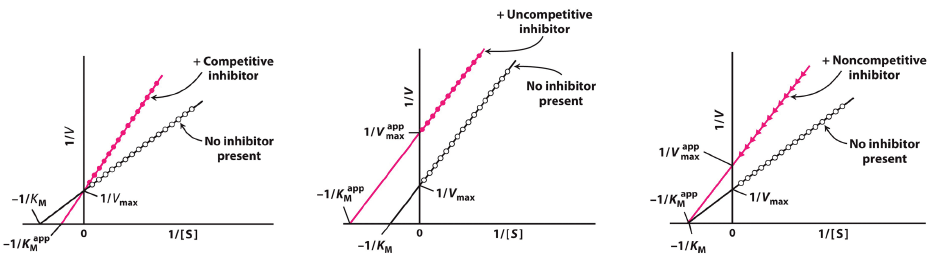 + Competitive
inhibitor
1/V
No inhibitor
present
–1/K_M
1/V_max
–1/K_M^app
0
1/[S]
+ Uncompetitive
inhibitor
1/V
No inhibitor
present
1/V_max^app
–1/K_M^app
1/V_max
–1/K_M
0
1/[S]
+ Noncompetitive
inhibitor
1/V
No inhibitor
present
1/V_max^app
–1/K_M^app
1/V_max
–1/K_M
0
1/[S]